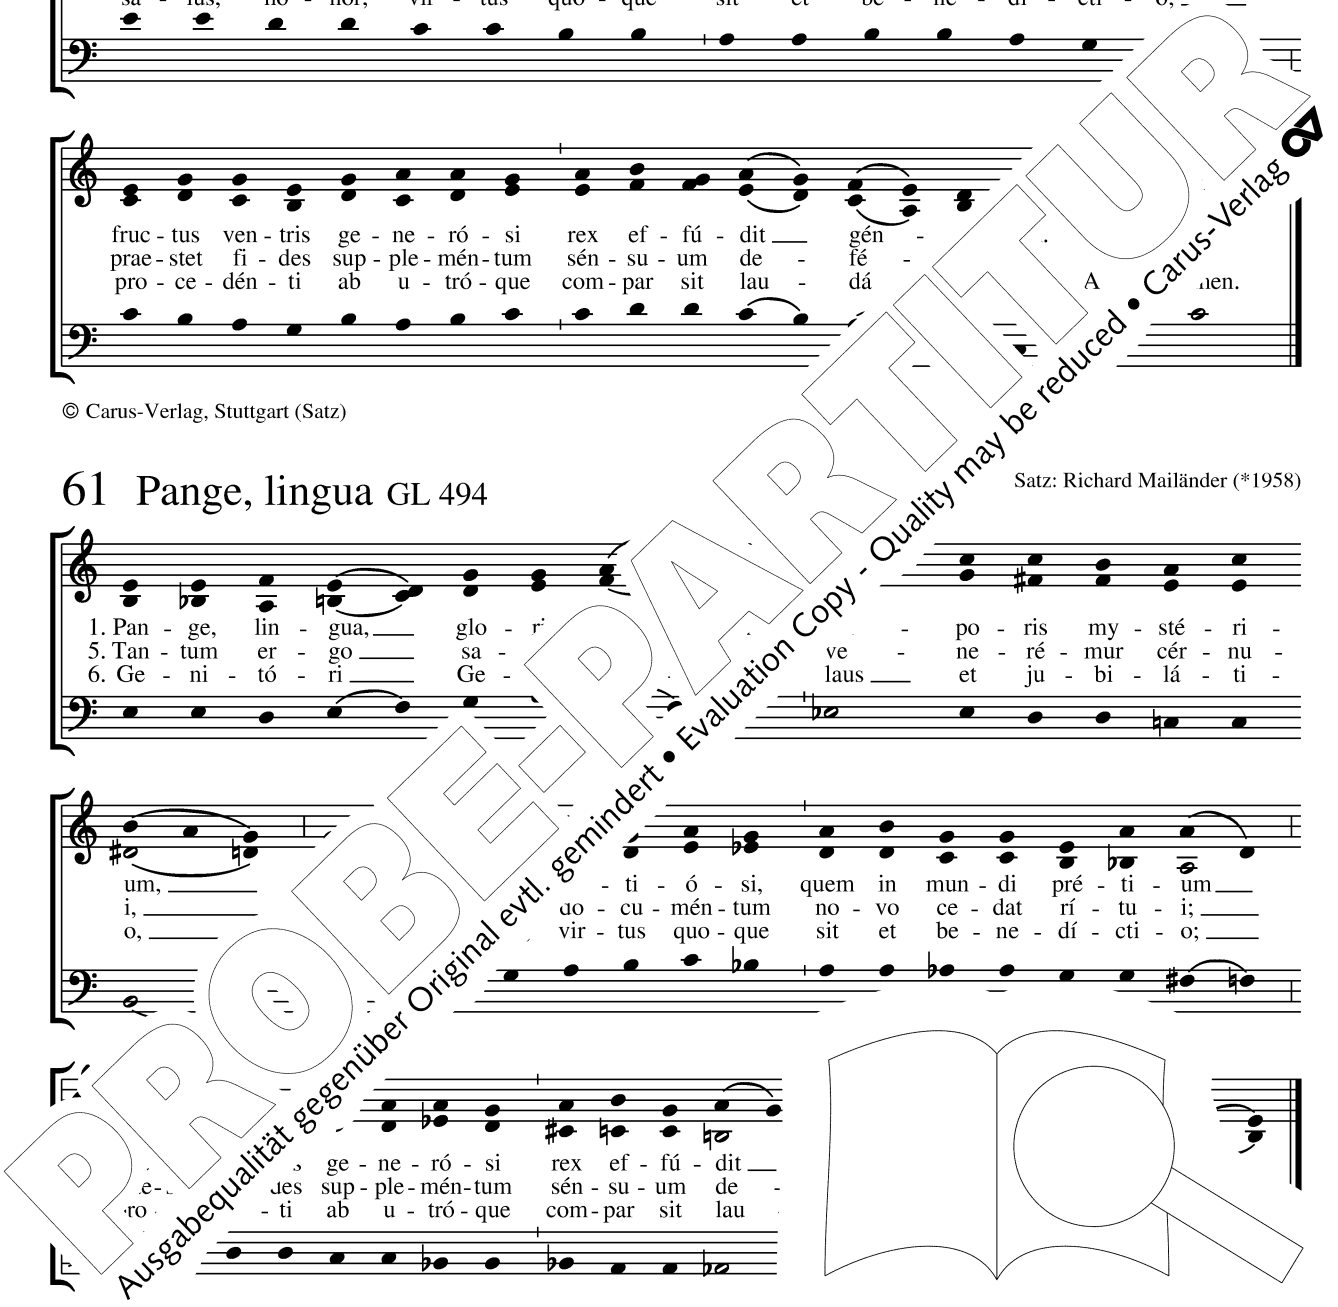 sa - lus, ho - nor, vir - tus quo - que sit et be - ne - dí - cti - o;
fruc - tus ven - tris ge - ne - ró - si rex ef - fú - dit gén - .
prae - stet fi - des sup - ple - mén - tum sén - su - um de - fé -
pro - ce - dén - ti ab u - tró - que com - par sit lau - dá A men.
© Carus-Verlag, Stuttgart (Satz)
61 Pange, lingua GL 494
Satz: Richard Mailänder (*1958)
1. Pan - ge, lin - gua, glo - - po - ris my - sté - ri -
5. Tan - tum er - go sa - ve - ne - ré - mur cér - nu -
6. Ge - ni - tó - ri Ge - laus et ju - bi - lá - ti -
um, - ti - ó - si, quem in mun - di pré - ti - um
i, do - cu - mén - tum no - vo ce - dat rí - tu - i;
o, vir - tus quo - que sit et be - ne - dí - cti - o;
ge - ne - ró - si rex ef - fú - dit
des sup - ple - mén - tum sén - su - um de -
- ti ab u - tró - que com - par sit lau
PROBE-PARTITUR
Ausgabequalität gegenüber Original evtl. gemindert • Evaluation Copy - Quality may be reduced • Carus-Verlag